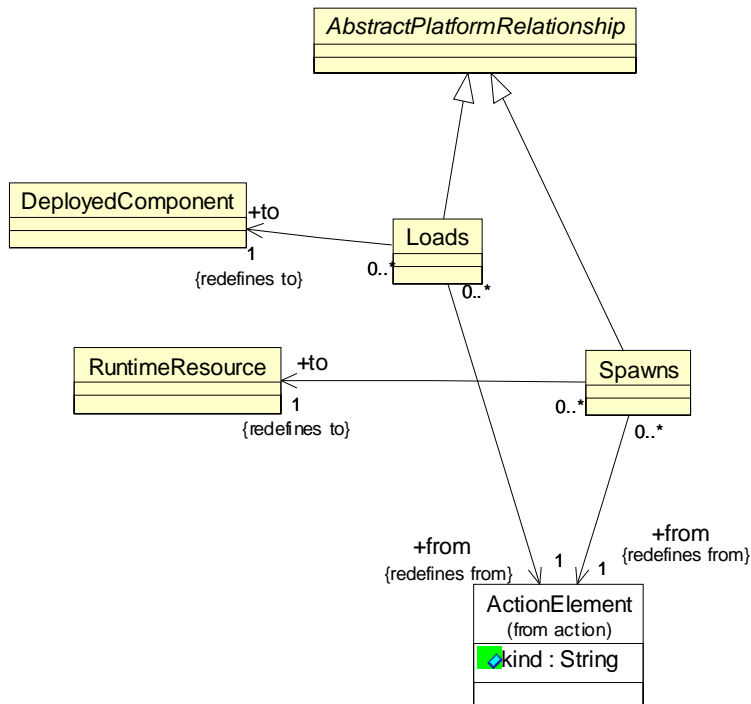 AbstractPlatformRelationship
DeployedComponent
+to
1
{redefines to}
Loads
0..*
0..*
RuntimeResource
+to
1
{redefines to}
Spawns
0..*
0..*
+from
{redefines from}
1
+from
{redefines from}
1
ActionElement
(from action)
kind : String